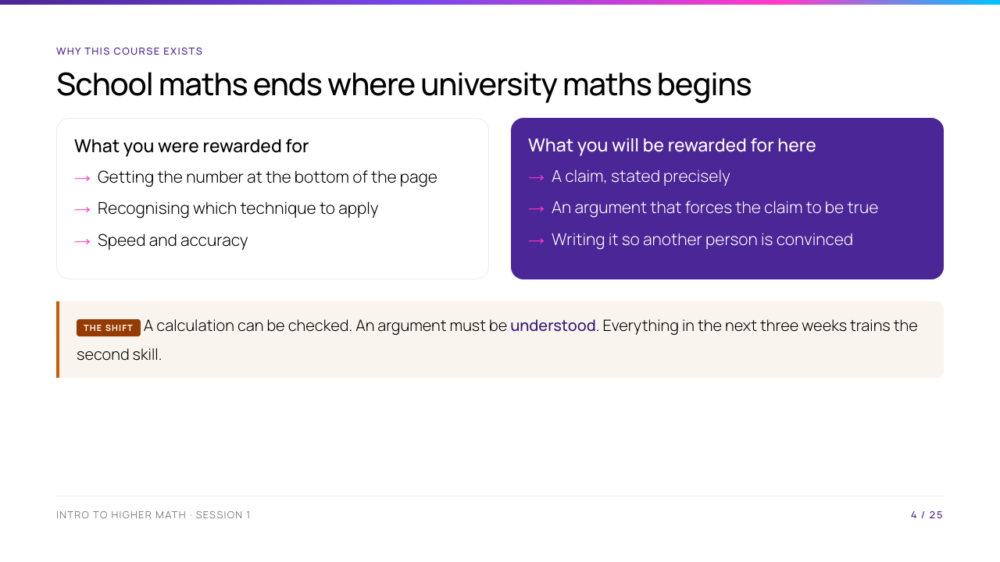 WHY THIS COURSE EXISTS
School maths ends where university maths begins
What you were rewarded for
→ Getting the number at the bottom of the page
→ Recognising which technique to apply
→ Speed and accuracy
What you will be rewarded for here
→ A claim, stated precisely
→ An argument that forces the claim to be true
→ Writing it so another person is convinced
THE SHIFT A calculation can be checked. An argument must be understood. Everything in the next three weeks trains the
second skill.
INTRO TO HIGHER MATH · SESSION 1
4 / 25